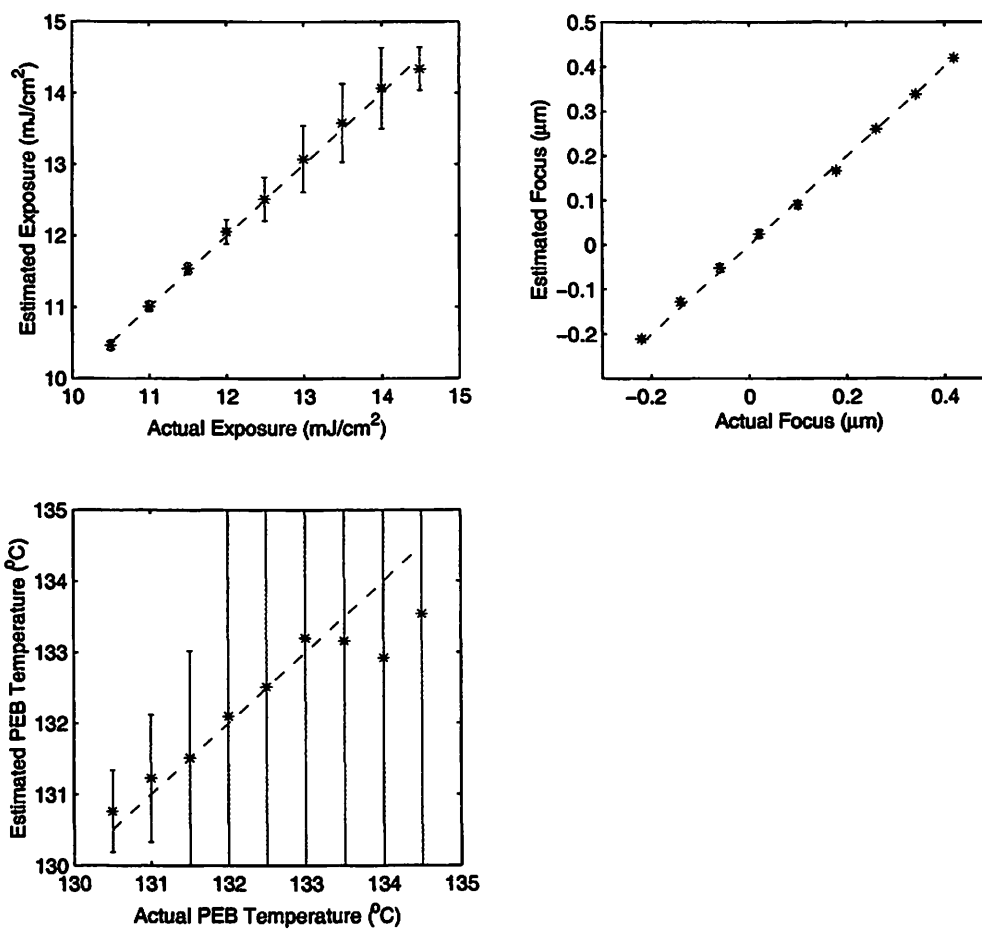 15
14
13
12
11
10
Estimated Exposure (mJ/cm²)
10 11 12 13 14 15
Actual Exposure (mJ/cm²)
0.5
0.4
0.3
0.2
0.1
0
−0.1
−0.2
Estimated Focus (μm)
−0.2 0 0.2 0.4
Actual Focus (μm)
135
134
133
132
131
130
Estimated PEB Temperature (⁰C)
130 131 132 133 134 135
Actual PEB Temperature (⁰C)